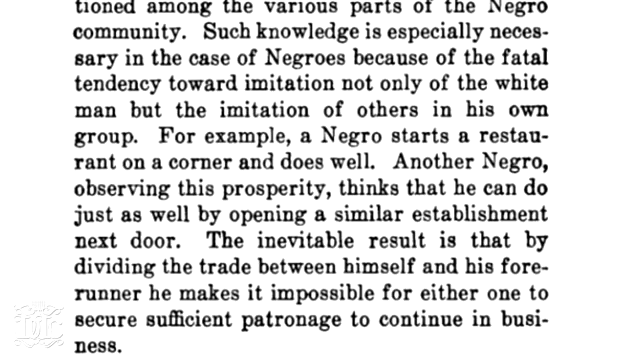 tioned among the various parts of the Negro
community. Such knowledge is especially neces-
sary in the case of Negroes because of the fatal
tendency toward imitation not only of the white
man but the imitation of others in his own
group. For example, a Negro starts a restau-
rant on a corner and does well. Another Negro,
observing this prosperity, thinks that he can do
just as well by opening a similar establishment
next door. The inevitable result is that by
dividing the trade between himself and his fore-
runner he makes it impossible for either one to
secure sufficient patronage to continue in busi-
ness.